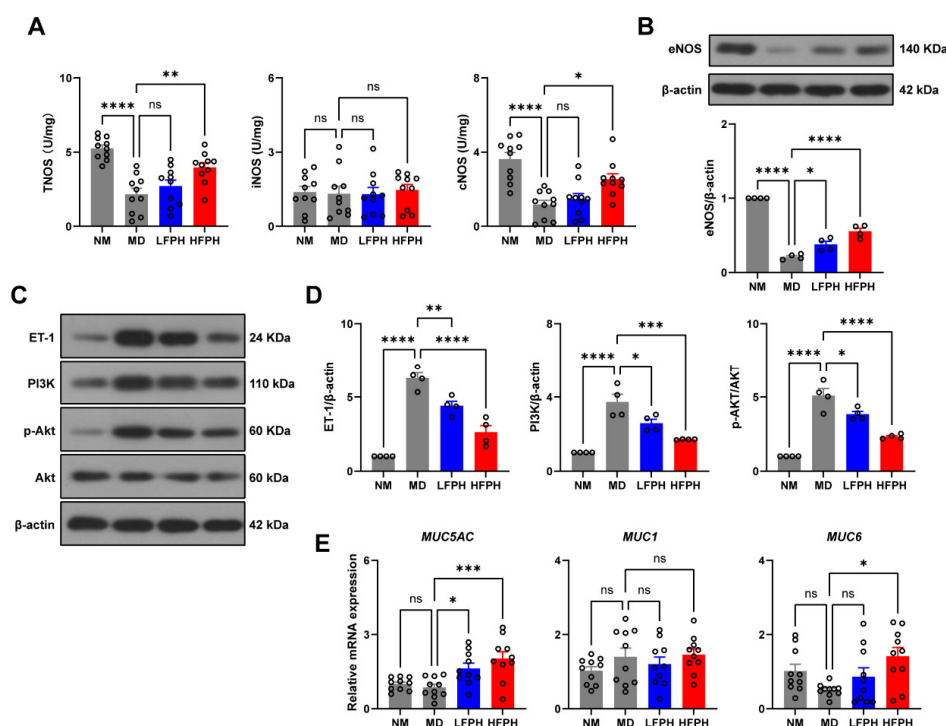 A
TNOS (U/mg)
10
5
0
****
ns
**
NM MD LFPH HFPH
iNOS (U/mg)
10
5
0
ns
ns
ns
NM MD LFPH HFPH
cNOS (U/mg)
10
5
0
****
ns
*
NM MD LFPH HFPH
B
eNOS
140 KDa
β-actin
42 kDa
eNOS/β-actin
2
1
0
****
*
****
NM MD LFPH HFPH
C
ET-1
24 KDa
PI3K
110 kDa
p-Akt
60 KDa
Akt
60 kDa
β-actin
42 kDa
D
ET-1/β-actin
10
5
0
****
**
****
NM MD LFPH HFPH
PI3K/β-actin
8
4
0
****
*
***
NM MD LFPH HFPH
p-AKT/AKT
10
5
0
****
*
****
NM MD LFPH HFPH
E
MUC5AC
Relative mRNA expression
6
4
2
0
ns
*
***
NM MD LFPH HFPH
MUC1
6
4
2
0
ns
ns
ns
NM MD LFPH HFPH
MUC6
4
2
0
ns
ns
*
NM MD LFPH HFPH